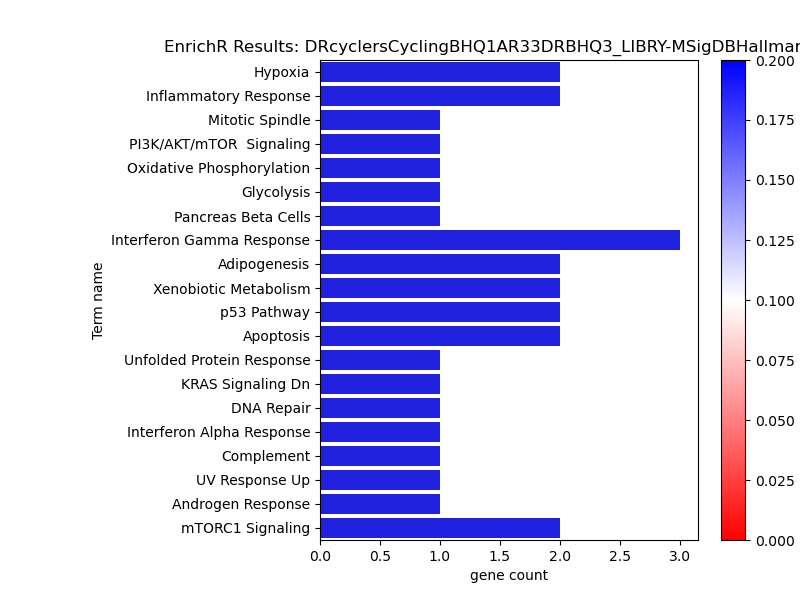 EnrichR Results: DRcyclersCyclingBHQ1AR33DRBHQ3_LIBRY-MSigDBHallmar
Hypoxia
Inflammatory Response
Mitotic Spindle
PI3K/AKT/mTOR  Signaling
Oxidative Phosphorylation
Glycolysis
Pancreas Beta Cells
Interferon Gamma Response
Adipogenesis
Xenobiotic Metabolism
p53 Pathway
Apoptosis
Unfolded Protein Response
KRAS Signaling Dn
DNA Repair
Interferon Alpha Response
Complement
UV Response Up
Androgen Response
mTORC1 Signaling
Term name
0.0 0.5 1.0 1.5 2.0 2.5 3.0
gene count
0.200
0.175
0.150
0.125
0.100
0.075
0.050
0.025
0.000